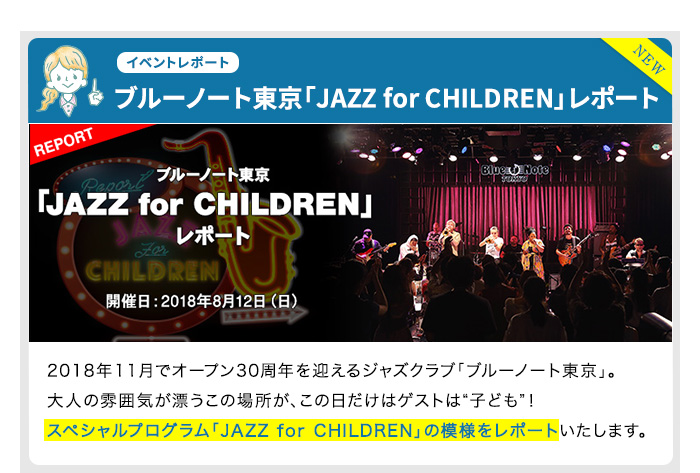 イベントレポート
NEW
ブルーノート東京「JAZZ for CHILDREN」レポート
REPORT
ブルーノート東京
「JAZZ for CHILDREN」
レポート
開催日：2018年8月12日（日）
Report
JAZZ
For
CHILDREN
Blue Note
TOKYO
2018年11月でオープン30周年を迎えるジャズクラブ「ブルーノート東京」。
大人の雰囲気が漂うこの場所が、この日だけはゲストは“子ども”！
スペシャルプログラム「JAZZ for CHILDREN」の模様をレポートいたします。